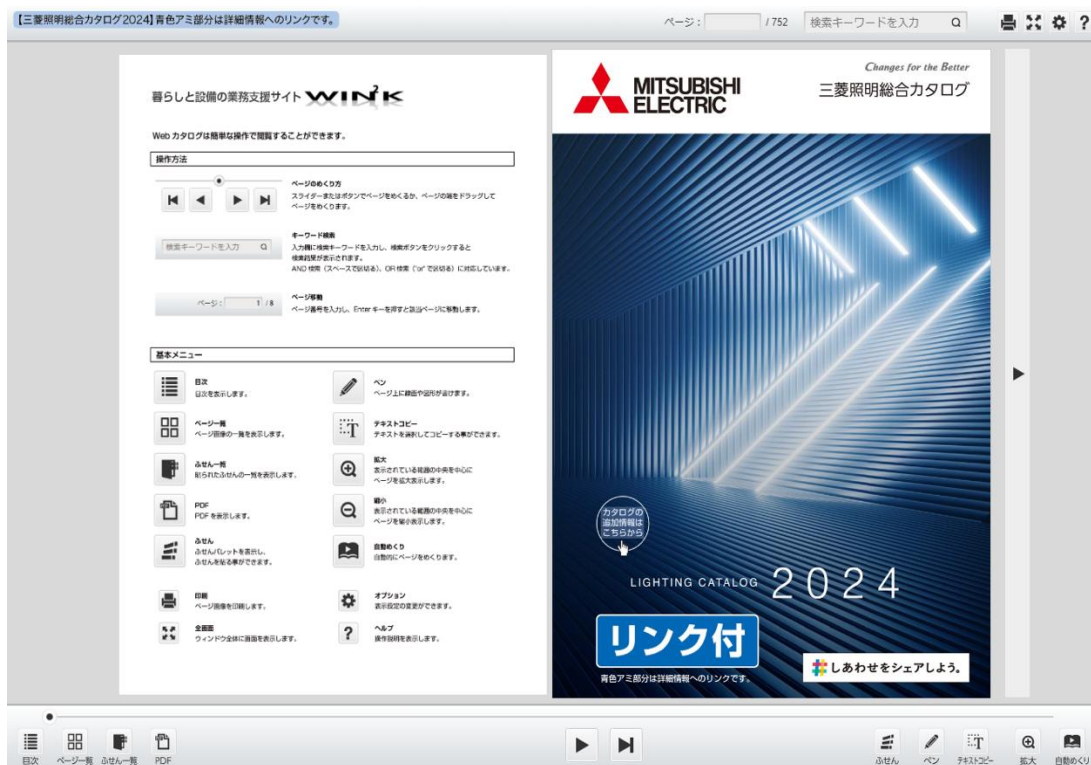 【三菱照明総合カタログ2024】青色アミ部分は詳細情報へのリンクです。
ページ： / 752 検索キーワードを入力
?
暮らしと設備の業務支援サイト WIN2K
Web カタログは簡単な操作で閲覧することができます。
操作方法
ページのめくり方
スライダーまたはボタンでページをめくるか、ページの端をドラッグして
ページをめくります。
検索キーワードを入力
キーワード検索
入力欄に検索キーワードを入力し、検索ボタンをクリックすると
検索結果が表示されます。
AND 検索（スペースで区切る）、OR 検索（'or' で区切る）に対応しています。
ページ： 1 / 8
ページ移動
ページ番号を入力し、Enter キーを押すと該当ページに移動します。
基本メニュー
目次
目次を表示します。
ページ一覧
ページ画像の一覧を表示します。
ふせん一覧
貼られたふせんの一覧を表示します。
PDF
PDF を表示します。
ふせん
ふせんパレットを表示し、
ふせんを貼る事ができます。
印刷
ページ画像を印刷します。
全画面
ウィンドウ全体に画面を表示します。
ペン
ページ上に線画や図形が描けます。
T
テキストコピー
テキストを選択してコピーする事ができます。
拡大
表示されている範囲の中央を中心に
ページを拡大表示します。
縮小
表示されている範囲の中央を中心に
ページを縮小表示します。
自動めくり
自動的にページをめくります。
オプション
表示設定の変更ができます。
?
ヘルプ
操作説明を表示します。
MITSUBISHI
ELECTRIC
Changes for the Better
三菱照明総合カタログ
カタログの
追加情報は
こちらから
LIGHTING CATALOG 2024
リンク付
青色アミ部分は詳細情報へのリンクです。
しあわせをシェアしよう。
目次 ページ一覧 ふせん一覧 PDF
T
ふせん ペン テキストコピー 拡大 自動めくり